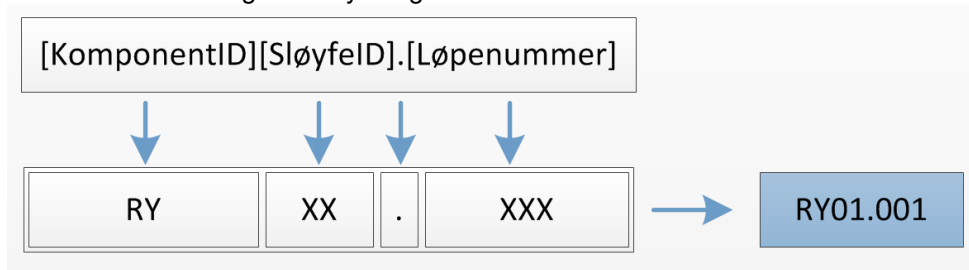 [KomponentID][SløyfeID].[Løpenummer]
RY XX . XXX RY01.001